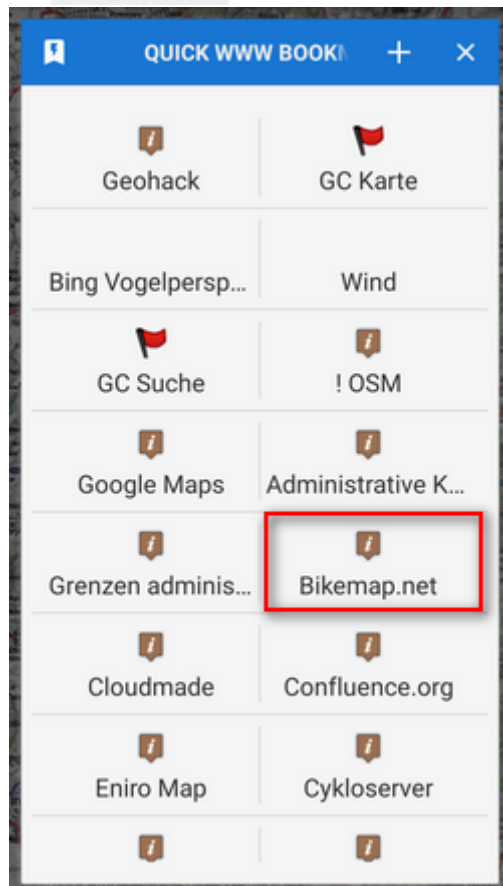 QUICK WWW BOOK
Geohack
GC Karte
Bing Vogelpersp...
Wind
GC Suche
! OSM
Google Maps
Administrative K...
Grenzen adminis...
Bikemap.net
Cloudmade
Confluence.org
Eniro Map
Cykloserver